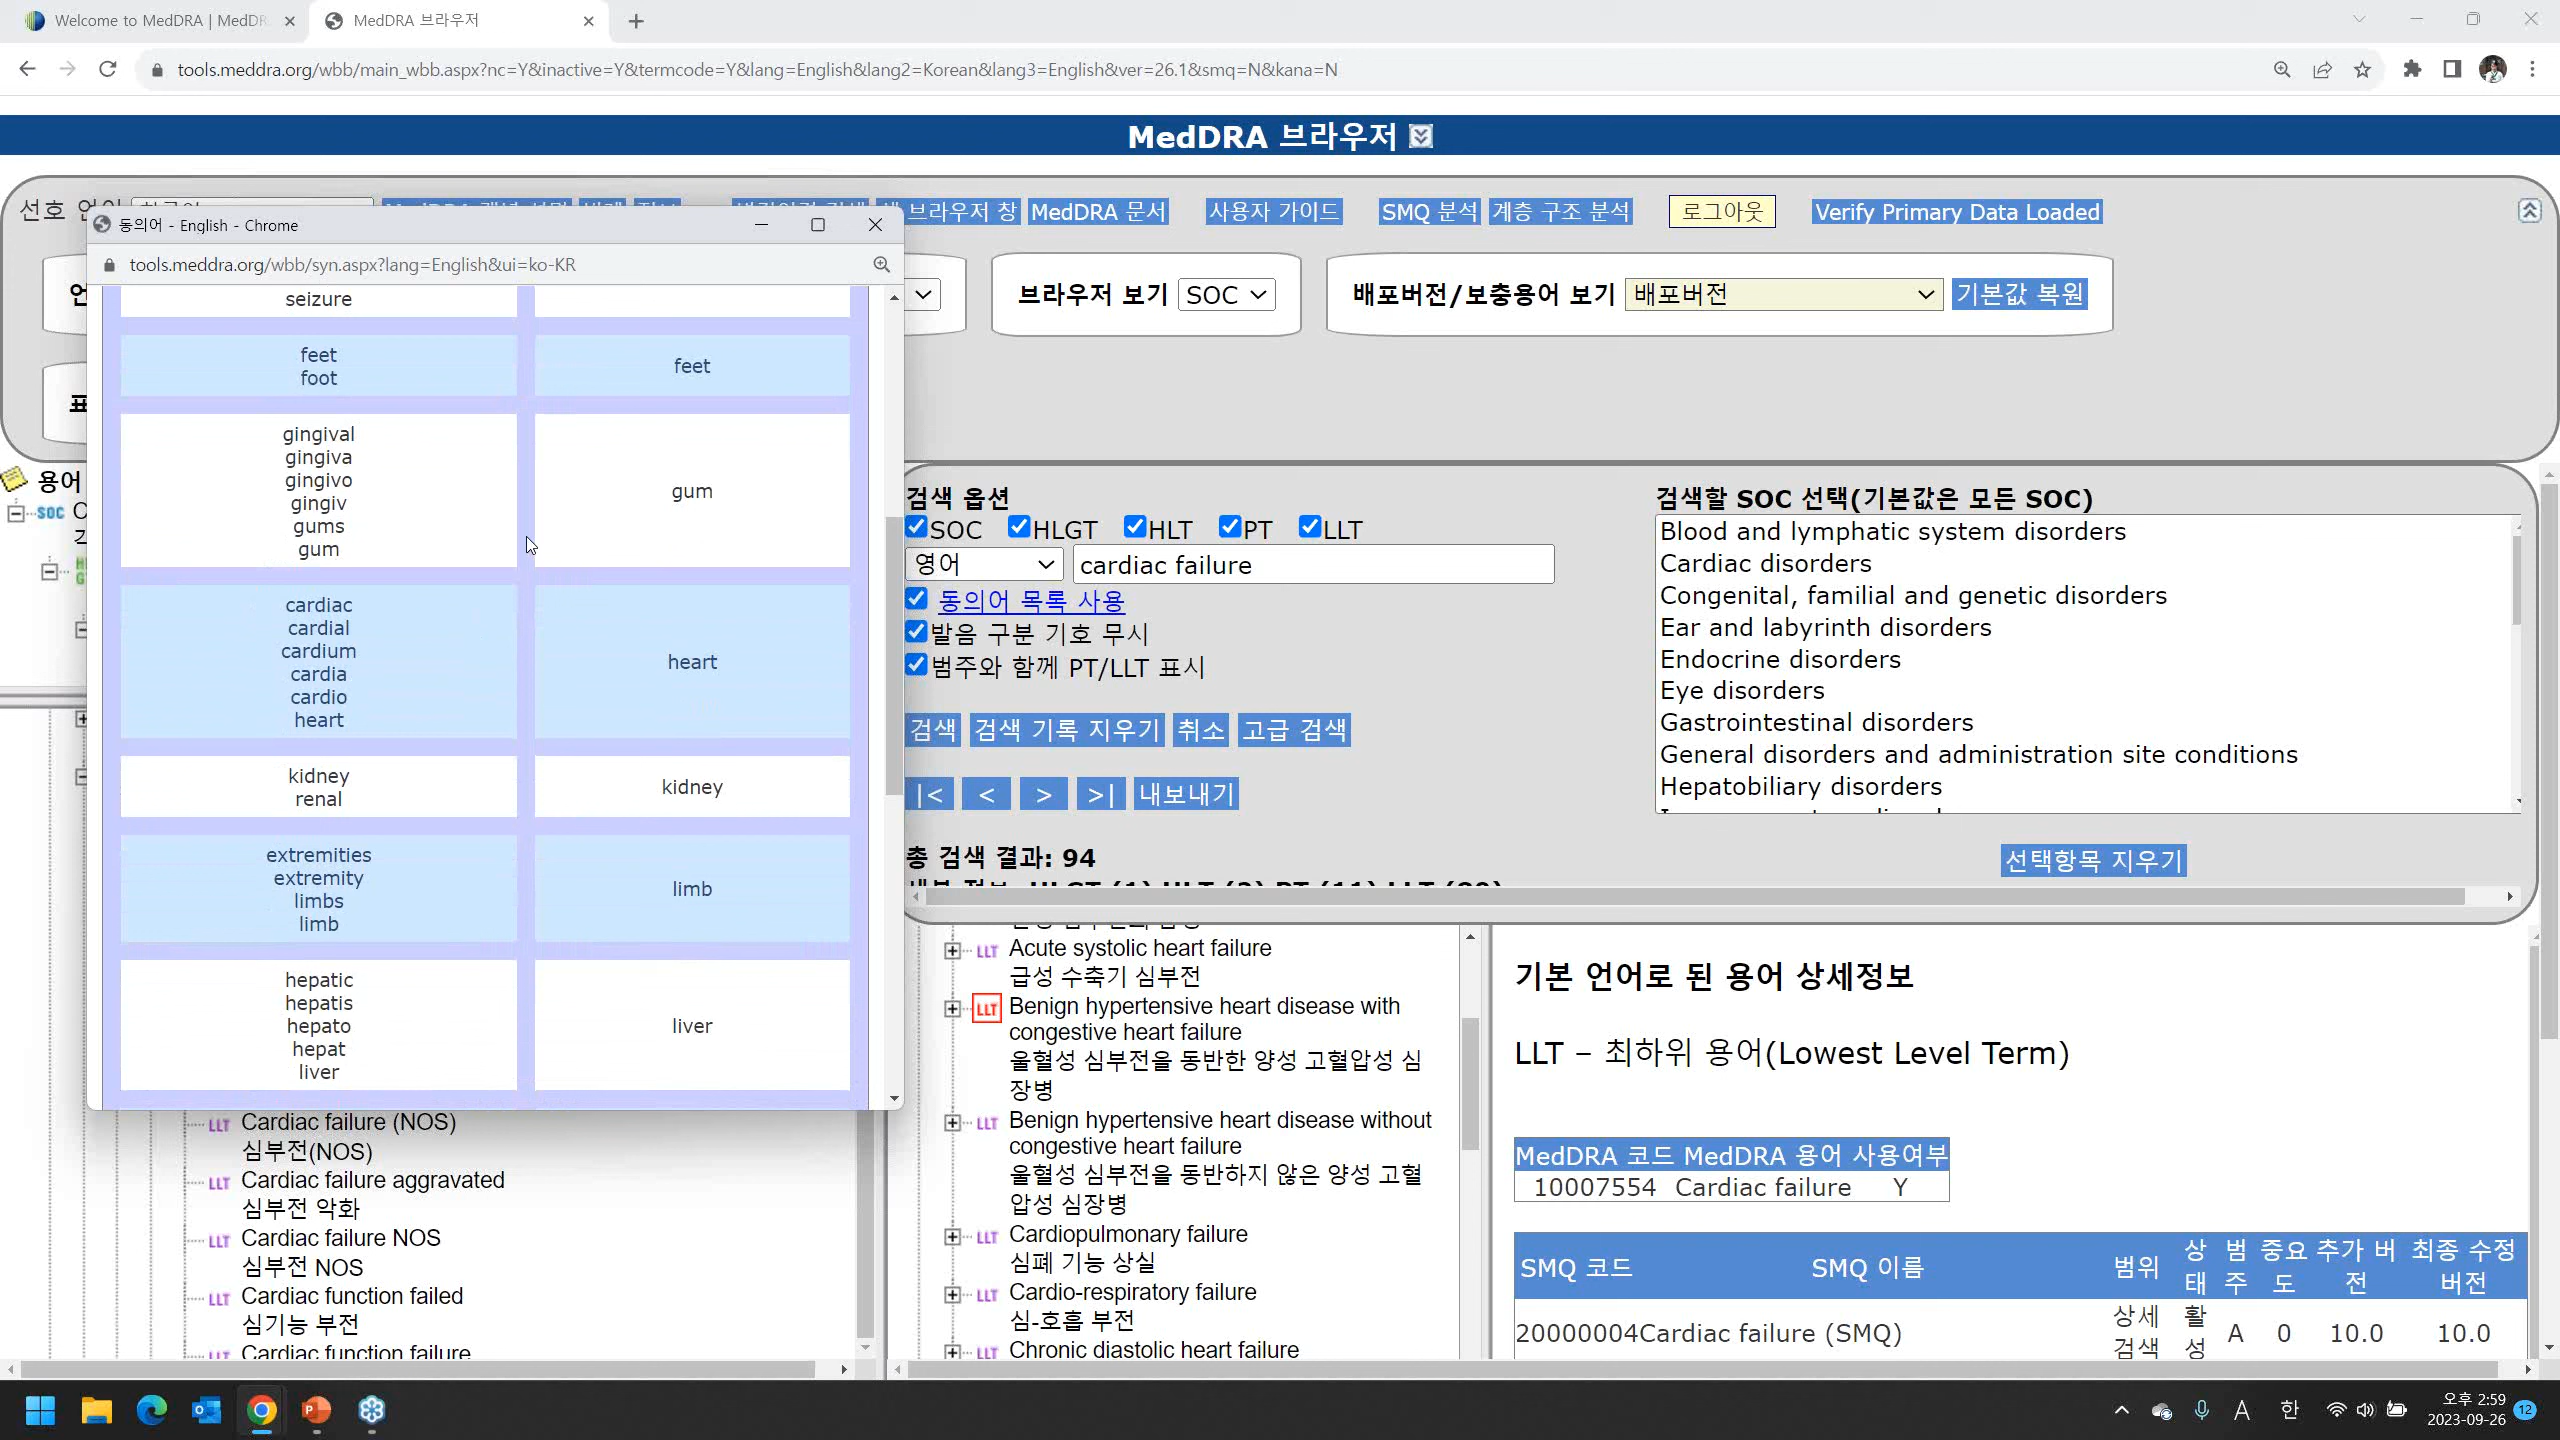 Welcome to MedDRA | MedDR
MedDRA 브라우저
tools.meddra.org/wbb/main_wbb.aspx?nc=Y&inactive=Y&termcode=Y&lang=English&lang2=Korean&lang3=English&ver=26.1&smq=N&kana=N
MedDRA 브라우저
선호
브라우저 창
MedDRA 문서
사용자 가이드
SMQ 분석
계층 구조 분석
로그아웃
Verify Primary Data Loaded
브라우저 보기
SOC
배포버전/보충용어 보기
배포버전
기본값 복원
동의어 - English - Chrome
tools.meddra.org/wbb/syn.aspx?lang=English&ui=ko-KR
seizure
feet
foot
feet
gingival
gingiva
gingivo
gingiv
gums
gum
gum
cardiac
cardial
cardium
cardia
cardio
heart
heart
kidney
renal
kidney
extremities
extremity
limbs
limb
limb
hepatic
hepatis
hepato
hepat
liver
liver
용어
SOC
검색 옵션
SOC HLGT HLT PT LLT
영어
cardiac failure
동의어 목록 사용
발음 구분 기호 무시
범주와 함께 PT/LLT 표시
검색
검색 기록 지우기
취소
고급 검색
|<
<
>
>|
내보내기
총 검색 결과: 94
검색할 SOC 선택(기본값은 모든 SOC)
Blood and lymphatic system disorders
Cardiac disorders
Congenital, familial and genetic disorders
Ear and labyrinth disorders
Endocrine disorders
Eye disorders
Gastrointestinal disorders
General disorders and administration site conditions
Hepatobiliary disorders
선택항목 지우기
LLT Cardiac failure (NOS)
심부전(NOS)
LLT Cardiac failure aggravated
심부전 악화
LLT Cardiac failure NOS
심부전 NOS
LLT Cardiac function failed
심기능 부전
LLT Cardiac function failure
LLT Acute systolic heart failure
급성 수축기 심부전
LLT Benign hypertensive heart disease with
congestive heart failure
울혈성 심부전을 동반한 양성 고혈압성 심
장병
LLT Benign hypertensive heart disease without
congestive heart failure
울혈성 심부전을 동반하지 않은 양성 고혈
압성 심장병
LLT Cardiopulmonary failure
심폐 기능 상실
LLT Cardio-respiratory failure
심-호흡 부전
LLT Chronic diastolic heart failure
기본 언어로 된 용어 상세정보
LLT – 최하위 용어(Lowest Level Term)
MedDRA 코드 MedDRA 용어 사용여부
10007554 Cardiac failure Y
SMQ 코드
SMQ 이름
범위
상
태
범
주
중요
도
추가 버
전
최종 수정
버전
20000004Cardiac failure (SMQ)
상세
검색
활
성
A
0
10.0
10.0
A
한
오후 2:59
2023-09-26
12